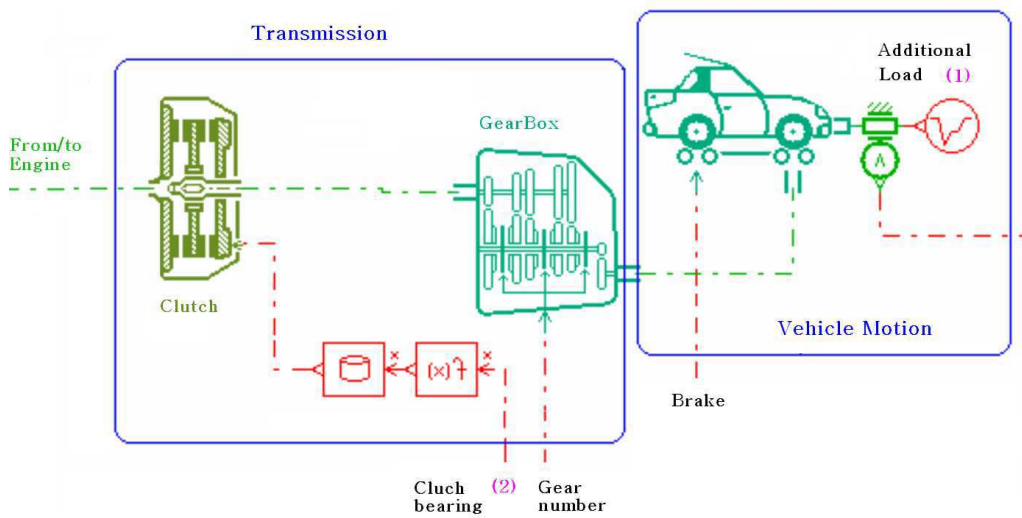 Transmission
Additional
Load (1)
GearBox
From/to
Engine
A
Clutch
Vehicle Motion
x
x
(x)
Brake
Cluch (2)
bearing
Gear
number